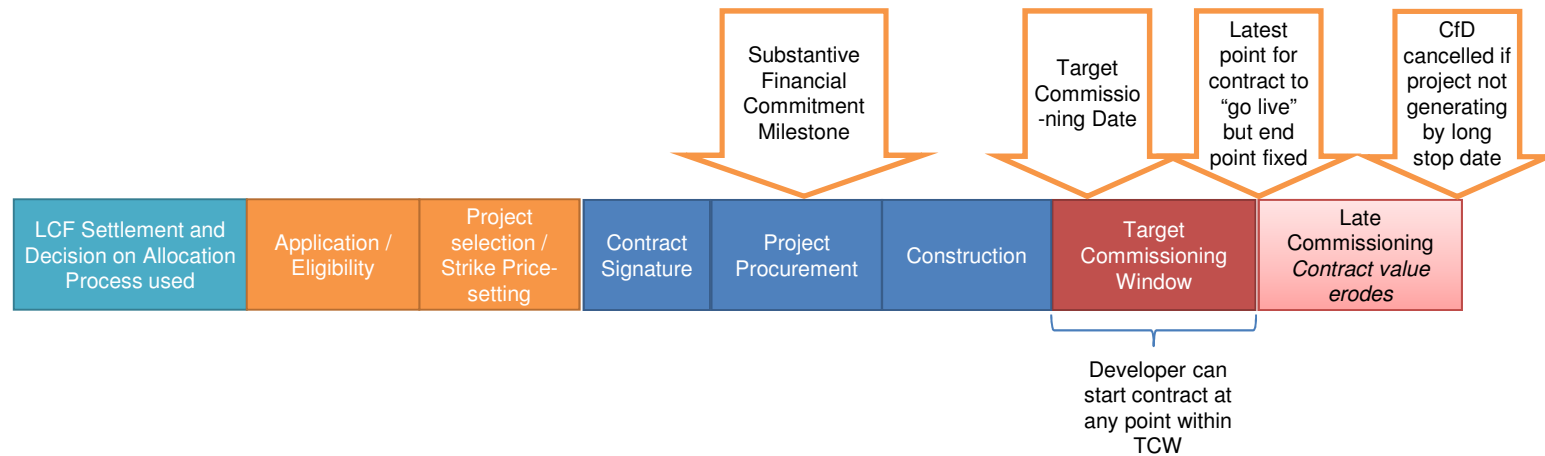 Substantive
Financial
Commitment
Milestone
Target
Commissio
-ning Date
Latest
point for
contract to
“go live”
but end
point fixed
CfD
cancelled if
project not
generating
by long
stop date
LCF Settlement and
Decision on Allocation
Process used
Application /
Eligibility
Project
selection /
Strike Price-
setting
Contract
Signature
Project
Procurement
Construction
Target
Commissioning
Window
Late
Commissioning
Contract value
erodes
Developer can
start contract at
any point within
TCW